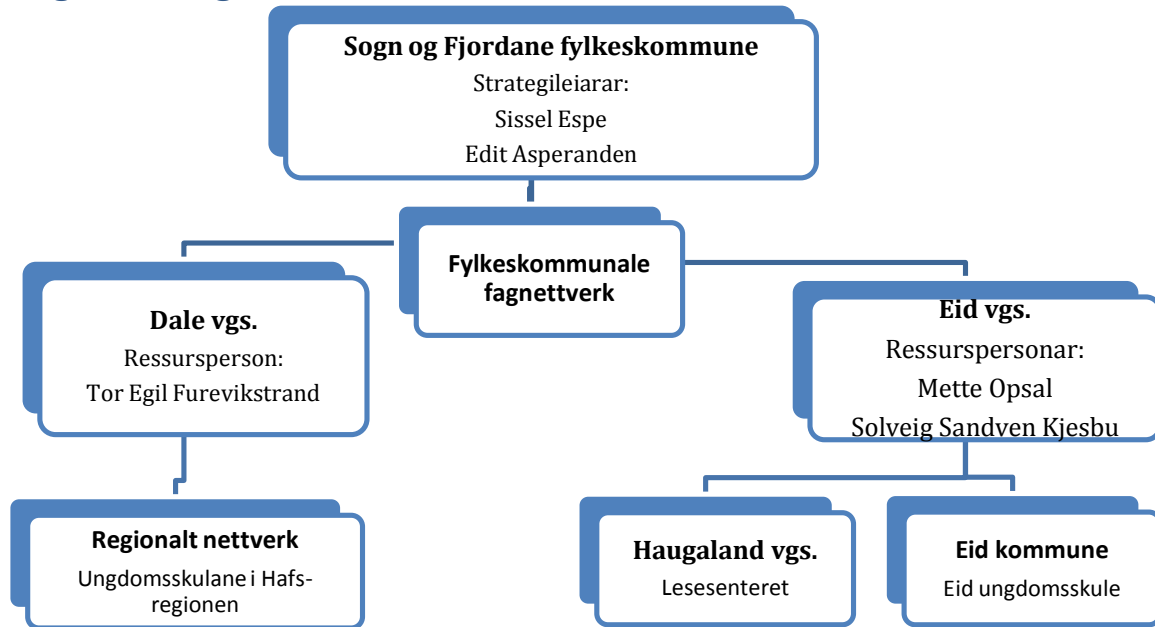 Sogn og Fjordane fylkeskommune
Strategileiarar:
Sissel Espe
Edit Asperanden
Fylkeskommunale
fagnettverk
Dale vgs.
Ressursperson:
Tor Egil Furevikstrand
Eid vgs.
Ressurspersonar:
Mette Opsal
Solveig Sandven Kjesbu
Regionalt nettverk
Ungdomsskulane i Hafs-
regionen
Haugaland vgs.
Lesesenteret
Eid kommune
Eid ungdomsskule